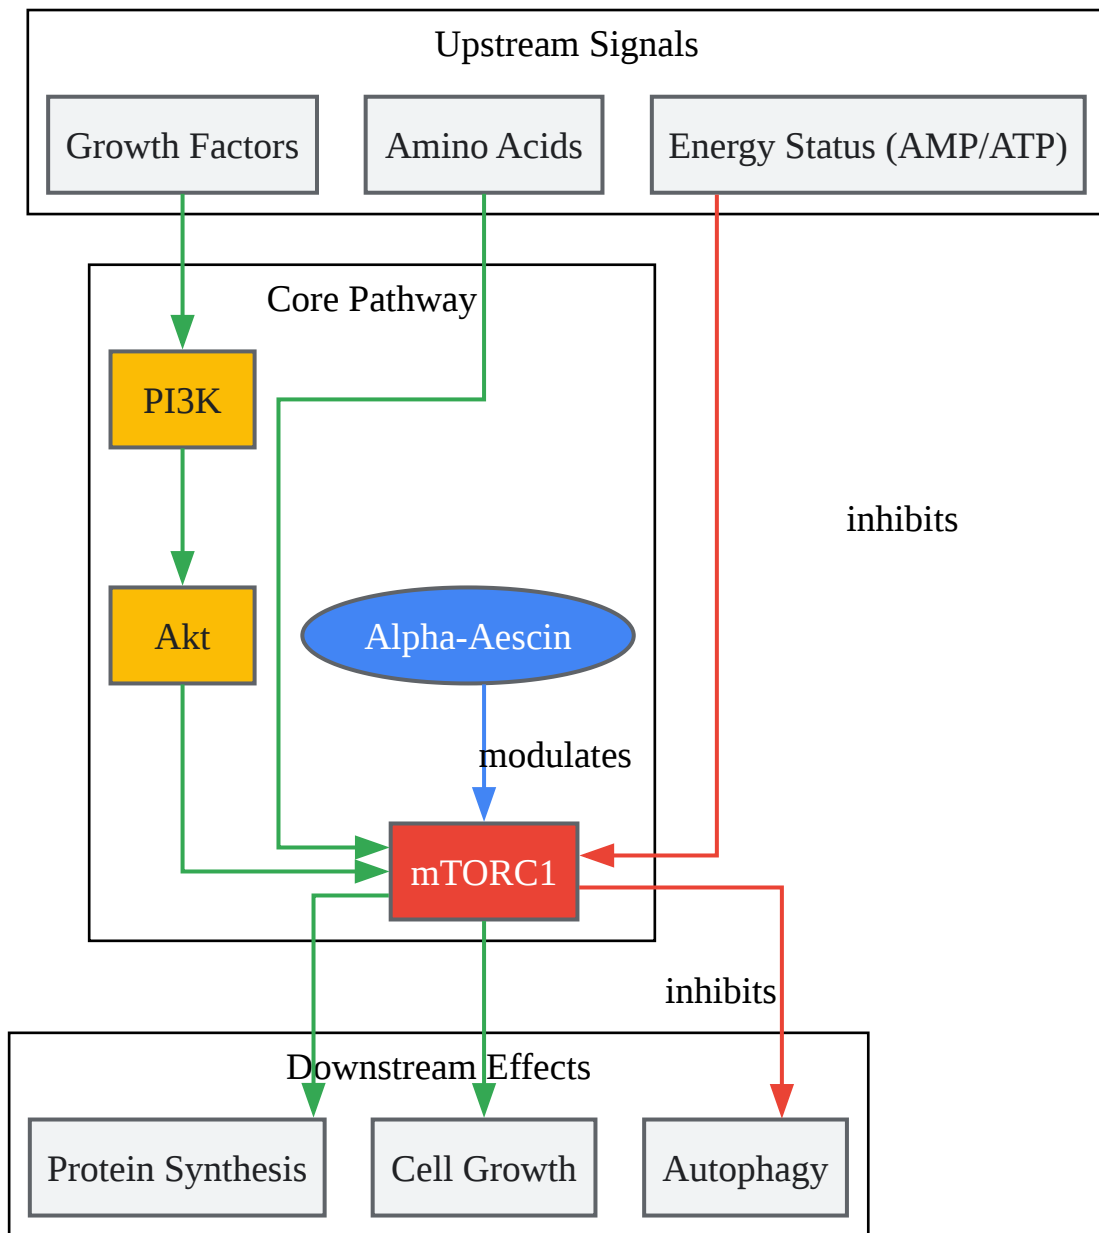 Upstream Signals
Growth Factors
Amino Acids
Energy Status (AMP/ATP)
Core Pathway
PI3K
inhibits
Akt
Alpha-Aescin
modulates
mTORC1
inhibits
Downstream Effects
Protein Synthesis
Cell Growth
Autophagy